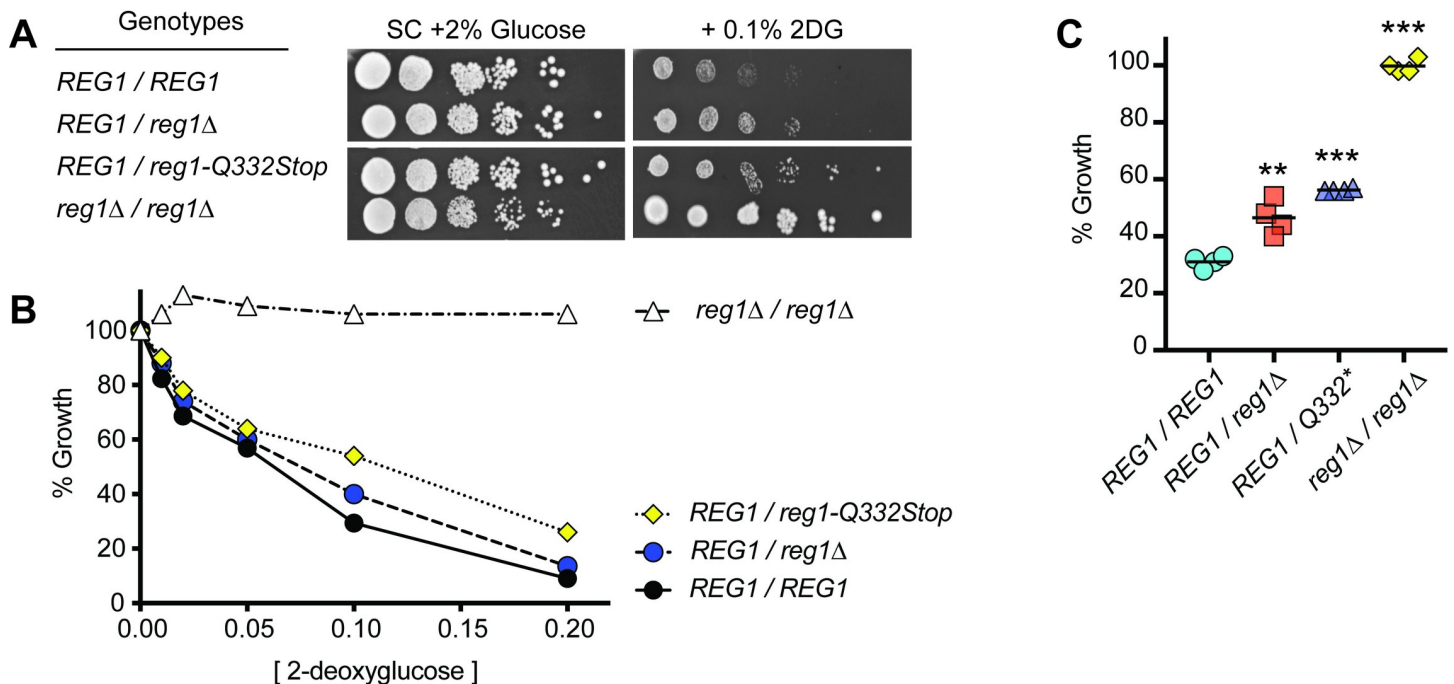 A
Genotypes
SC +2% Glucose
+ 0.1% 2DG
REG1 / REG1
REG1 / reg1Δ
REG1 / reg1-Q332Stop
reg1Δ / reg1Δ
B
% Growth
100
80
60
40
20
0
0.00
0.05
0.10
0.15
0.20
[ 2-deoxyglucose ]
reg1Δ / reg1Δ
REG1 / reg1-Q332Stop
REG1 / reg1Δ
REG1 / REG1
C
% Growth
100
80
60
40
20
0
**
***
***
REG1 / REG1
REG1 / reg1Δ
REG1 / Q332*
reg1Δ / reg1Δ